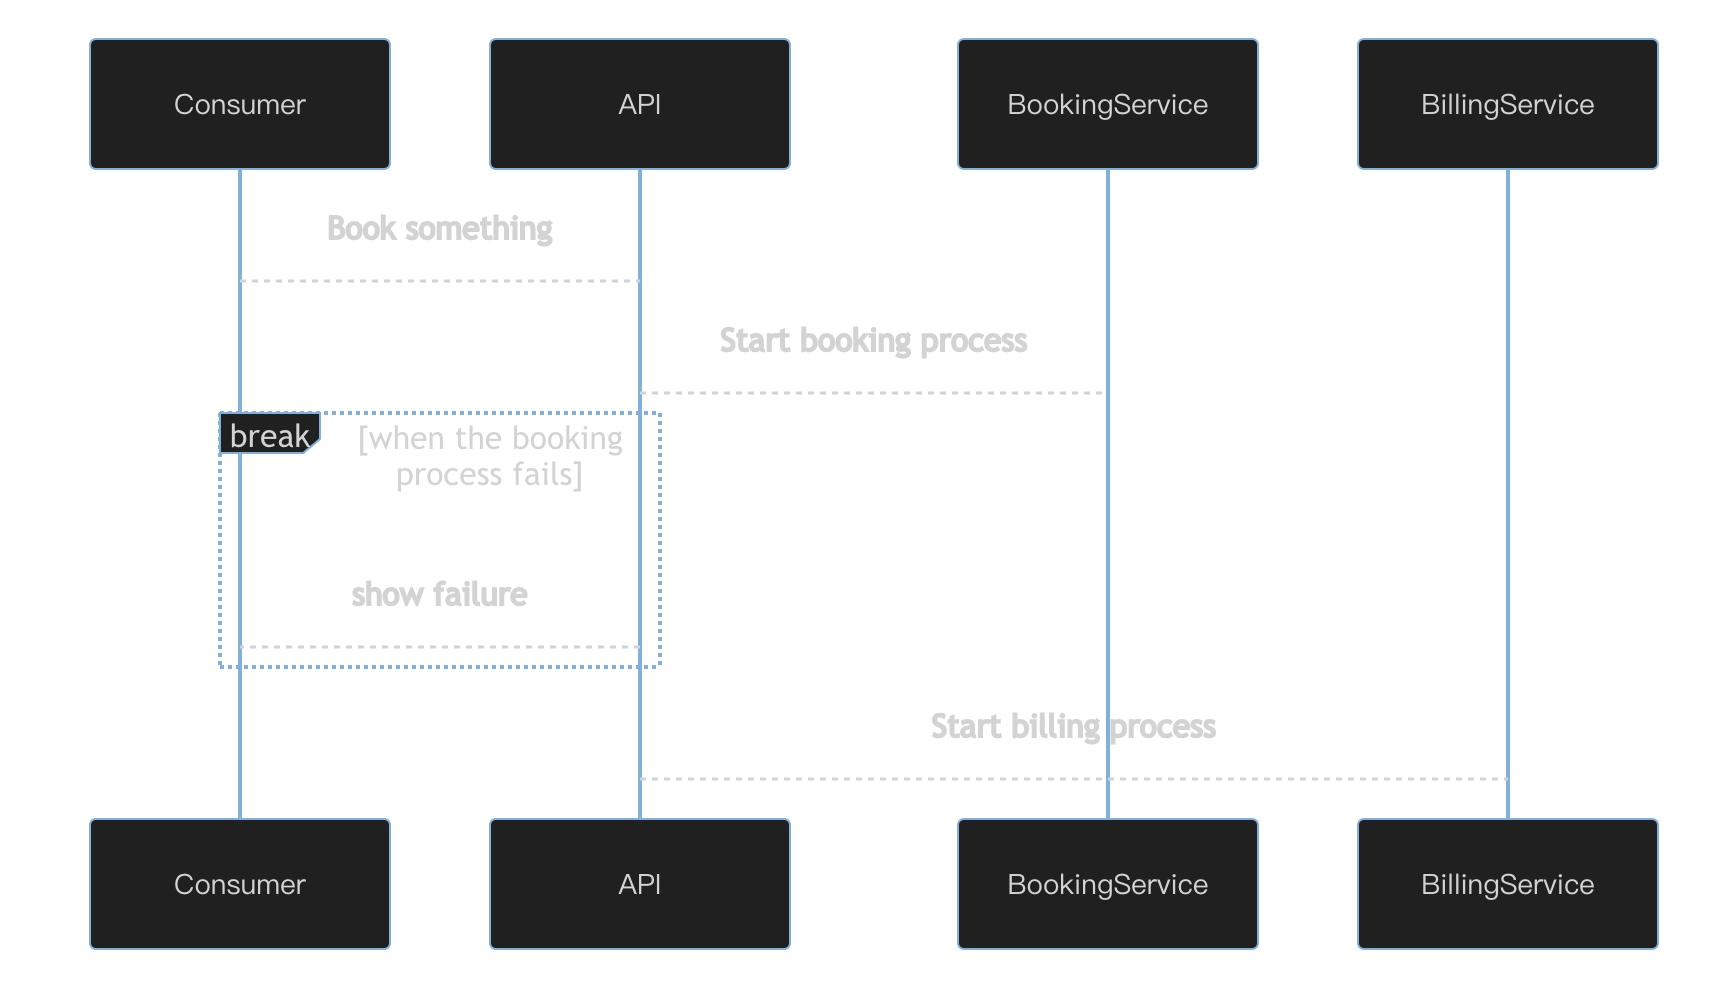 Consumer
API
BookingService
BillingService
Book something
Start booking process
break
[when the booking
process fails]
show failure
Start billing process
Consumer
API
BookingService
BillingService